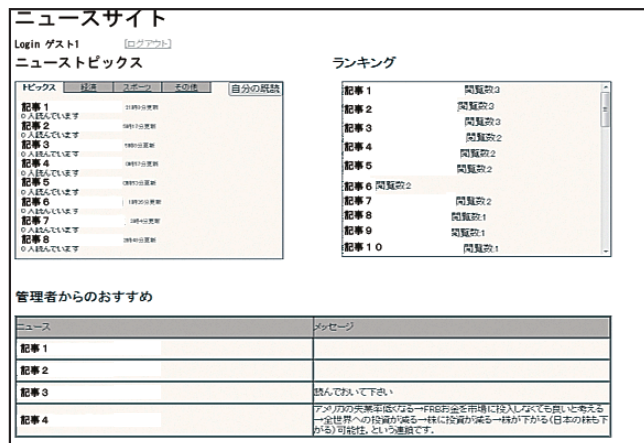 ニュースサイト
Login ゲスト1 [ログアウト]
ニューストピックス
トピックス 経済 スポーツ その他 自分の既読
記事1
0人読んでいます
記事2
0人読んでいます
記事3
0人読んでいます
記事4
0人読んでいます
記事5
0人読んでいます
記事6
0人読んでいます
記事7
0人読んでいます
記事8
0人読んでいます
ランキング
記事1 閲覧数:3
記事2 閲覧数:3
記事3 閲覧数:3
記事4 閲覧数:2
記事5 閲覧数:2
閲覧数:2
記事6 閲覧数:2
記事7 閲覧数:2
記事8 閲覧数:1
記事9 閲覧数:1
記事10 閲覧数:1
管理者からのおすすめ
ニュース メッセージ
記事1
記事2
記事3 読んでおいて下さい
記事4 アメリカの失業率低くなる→FRBお金を市場に投入しなくても良いと考える
→全世界への投資が減る→株に投資が減る→株が下がる(日本の株も下
がる)可能性、という連鎖です。